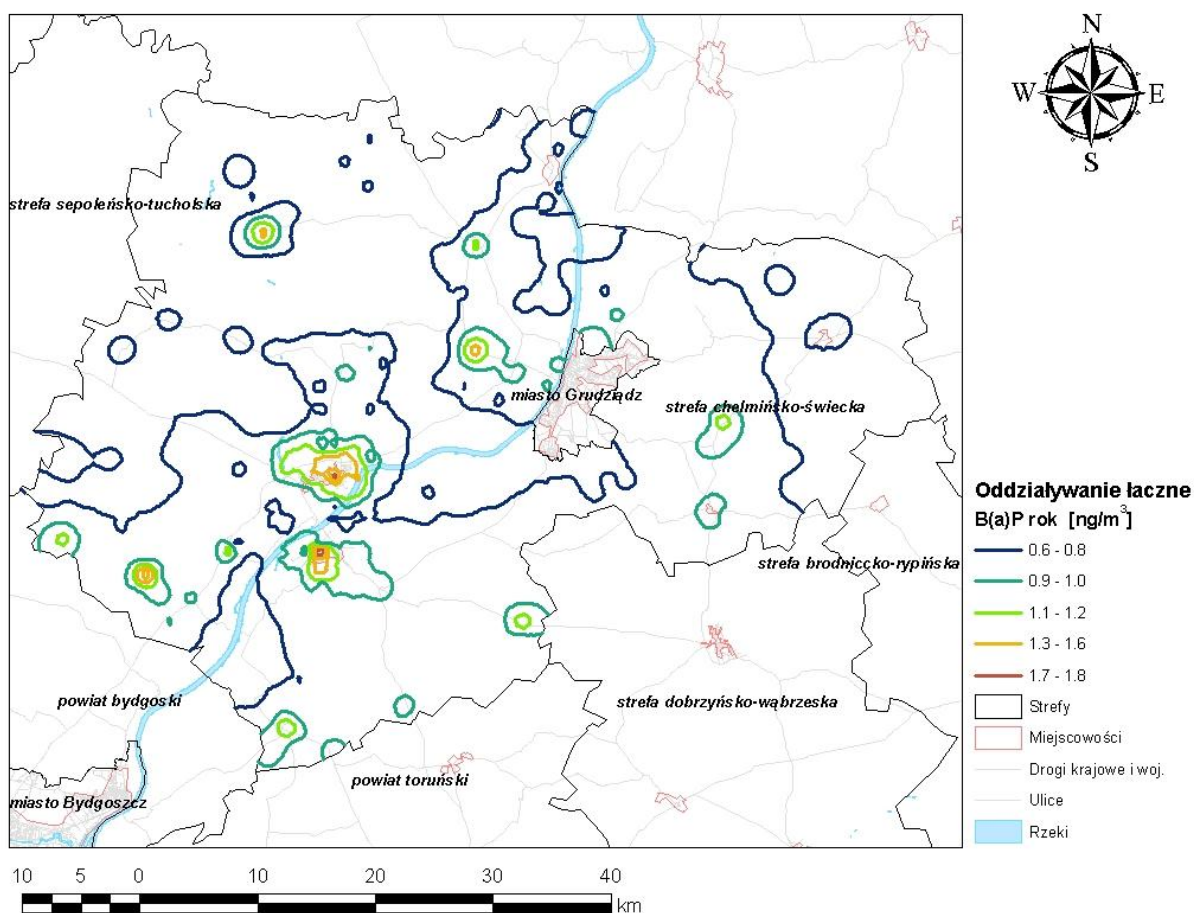 N
W
E
S
strefa sepoleńsko-tucholska
miasto Grudziądz
strefa chełmińsko-świecka
strefa brodniccko-rypińska
powiat bydgoski
strefa dobrzyńsko-wąbrzeska
powiat toruński
miasto Bydgoszcz
Oddziaływanie łaczne
B(a)P rok [ng/m³]
0.6 - 0.8
0.9 - 1.0
1.1 - 1.2
1.3 - 1.6
1.7 - 1.8
Strefy
Miejscowości
Drogi krajowe i woj.
Ulice
Rzeki
10 5 0 10 20 30 40
km